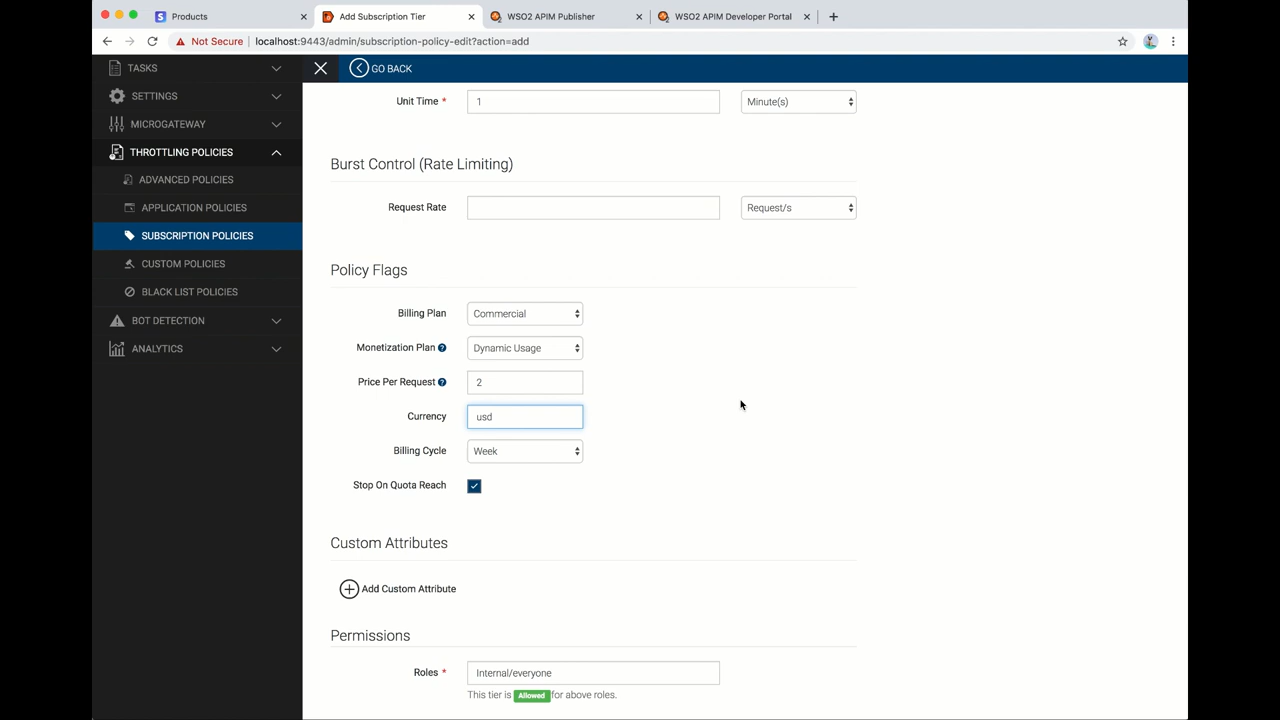 Products
Add Subscription Tier
WSO2 APIM Publisher
WSO2 APIM Developer Portal
Not Secure
localhost:9443/admin/subscription-policy-edit?action=add
TASKS
SETTINGS
MICROGATEWAY
THROTTLING POLICIES
ADVANCED POLICIES
APPLICATION POLICIES
SUBSCRIPTION POLICIES
CUSTOM POLICIES
BLACK LIST POLICIES
BOT DETECTION
ANALYTICS
GO BACK
Unit Time * 1 Minute(s)
Burst Control (Rate Limiting)
Request Rate Request/s
Policy Flags
Billing Plan Commercial
Monetization Plan ? Dynamic Usage
Price Per Request ? 2
Currency usd
Billing Cycle Week
Stop On Quota Reach
Custom Attributes
Add Custom Attribute
Permissions
Roles * Internal/everyone
This tier is Allowed for above roles.